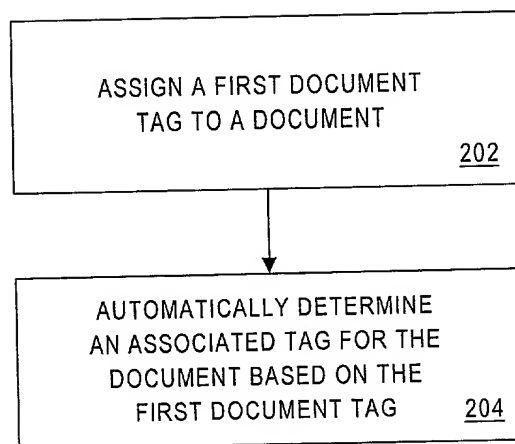 ASSIGN A FIRST DOCUMENT
TAG TO A DOCUMENT
202
AUTOMATICALLY DETERMINE
AN ASSOCIATED TAG FOR THE
DOCUMENT BASED ON THE
FIRST DOCUMENT TAG 204